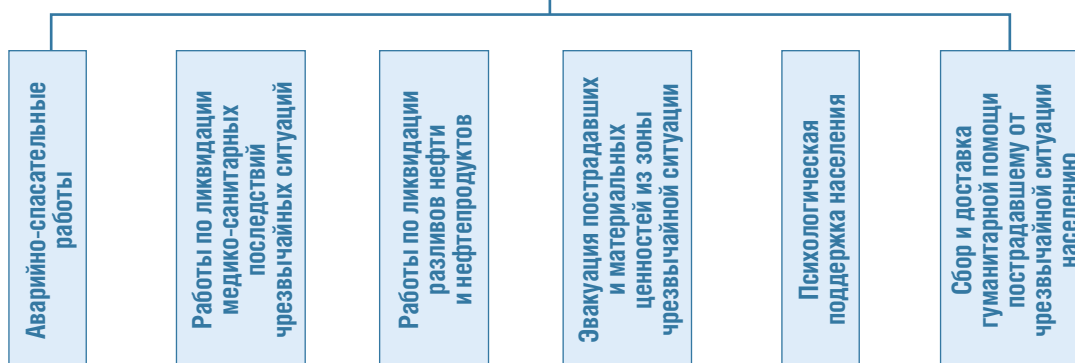 Аварийно-спасательные
работы
Работы по ликвидации
медико-санитарных
последствий
чрезвычайных ситуаций
Работы по ликвидации
разливов нефти
и нефтепродуктов
Эвакуация пострадавших
и материальных
ценностей из зоны
чрезвычайной ситуации
Психологическая
поддержка населения
Сбор и доставка
гуманитарной помощи
пострадавшему от
чрезвычайной ситуации
населению